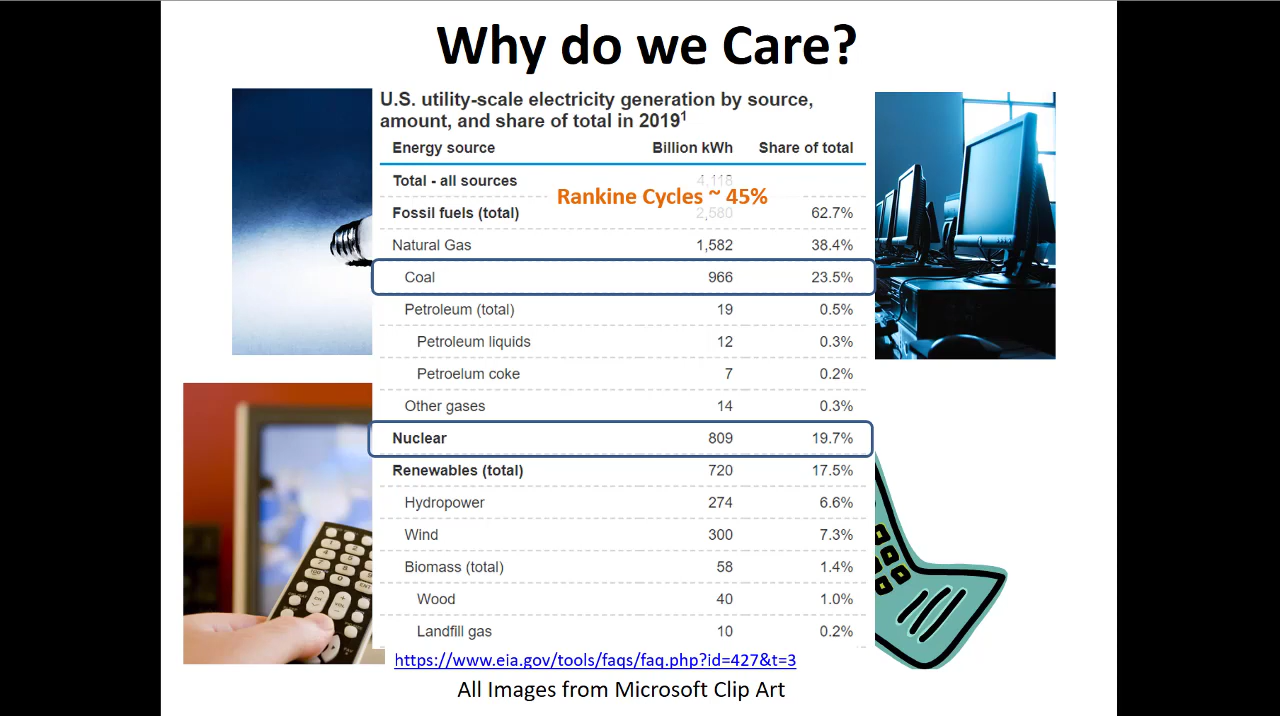 Why do we Care?
U.S. utility-scale electricity generation by source,
amount, and share of total in 2019¹
Energy source Billion kWh Share of total
Total - all sources 4,118
Rankine Cycles ~ 45%
Fossil fuels (total) 2,580 62.7%
Natural Gas 1,582 38.4%
Coal 966 23.5%
Petroleum (total) 19 0.5%
Petroleum liquids 12 0.3%
Petroelum coke 7 0.2%
Other gases 14 0.3%
Nuclear 809 19.7%
Renewables (total) 720 17.5%
Hydropower 274 6.6%
Wind 300 7.3%
Biomass (total) 58 1.4%
Wood 40 1.0%
Landfill gas 10 0.2%
https://www.eia.gov/tools/faqs/faq.php?id=427&t=3
All Images from Microsoft Clip Art